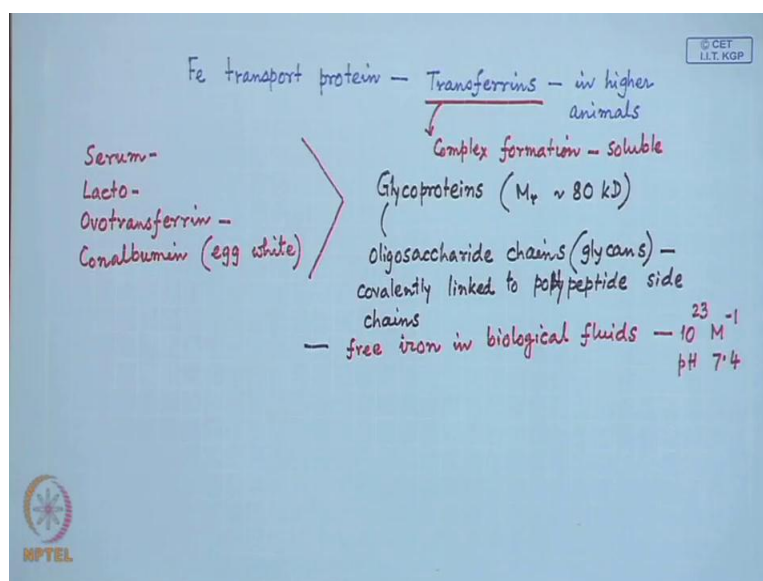 © CET
I.I.T. KGP
Fe transport protein – Transferrins – in higher
animals
Complex formation – soluble
Serum-
Lacto-
Ovotransferrin –
Conalbumin (egg white)
Glycoproteins (Mr ~ 80 kD)
oligosaccharide chains (glycans) –
covalently linked to polypeptide side
chains
– free iron in biological fluids – 10²³ M⁻¹
pH 7.4
NPTEL